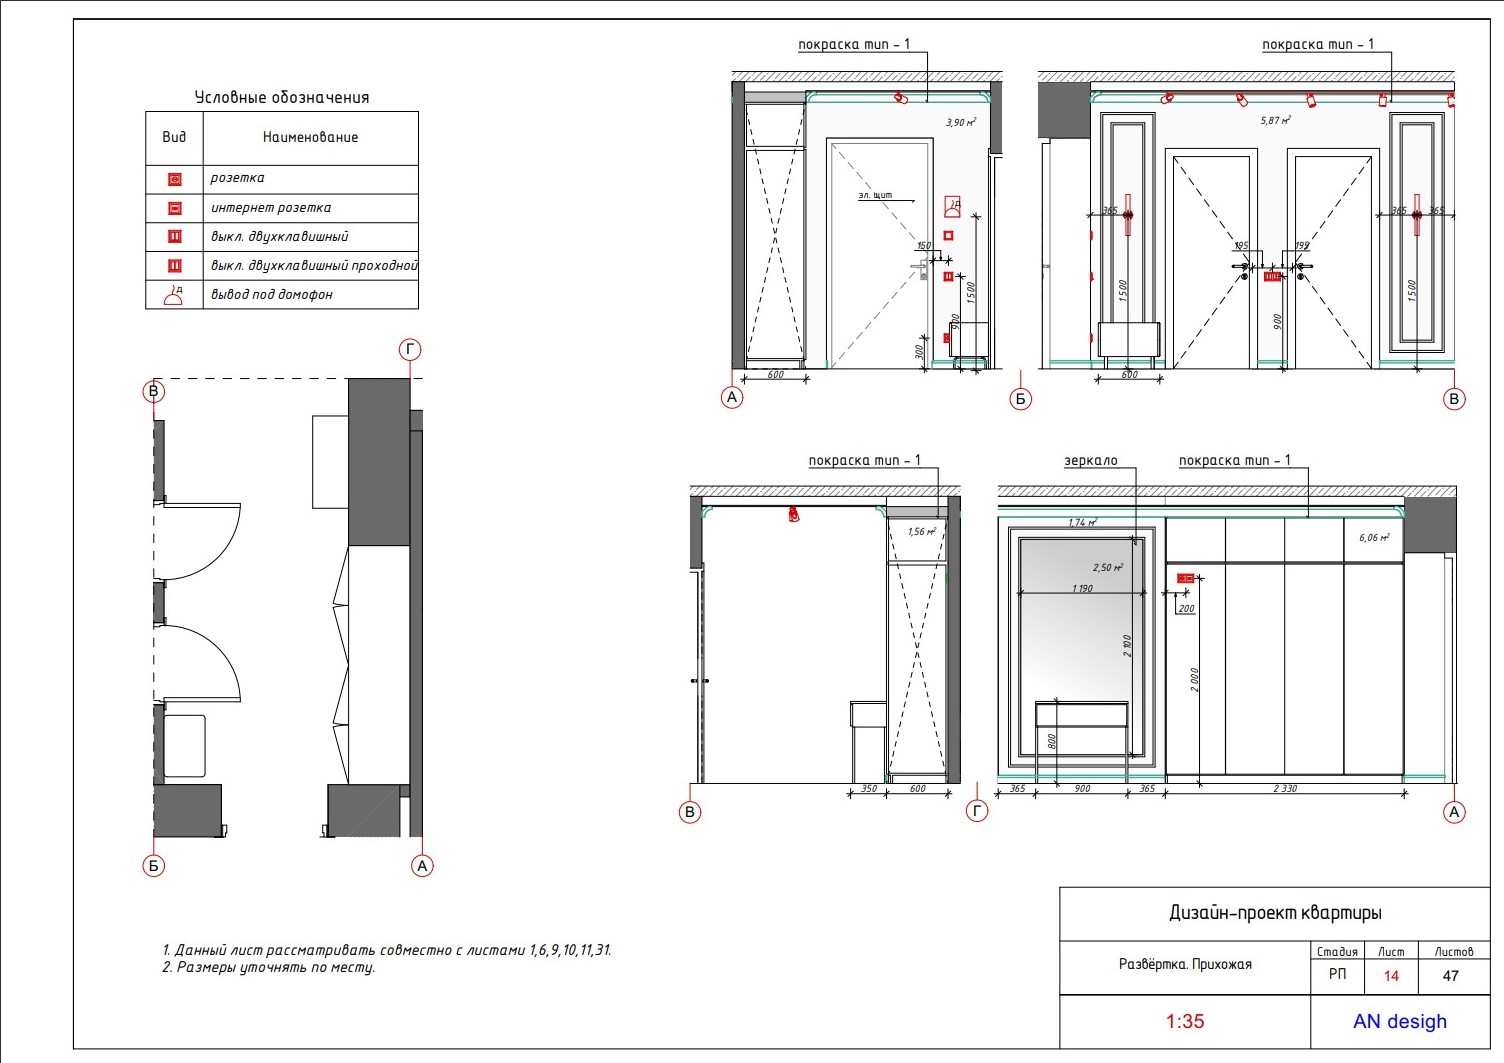 Условные обозначения
Вид
Наименование
розетка
интернет розетка
выкл. двухклавишный
выкл. двухклавишный проходной
д
вывод под домофон
покраска тип - 1
3,90 м²
эл. щит
д
150
1500
900
300
600
А
Б
покраска тип - 1
5,87 м²
365
195
195
365
365
1500
900
1500
600
В
Г
В
Б
А
покраска тип - 1
1,56 м²
350
600
В
Г
зеркало
покраска тип - 1
1,74 м²
6,06 м²
2,50 м²
1 190
200
2 100
2 000
800
365
900
365
2 330
А
1. Данный лист рассматривать совместно с листами 1,6,9,10,11,31.
2. Размеры уточнять по месту.
Дизайн-проект квартиры
Развёртка. Прихожая
Стадия
Лист
Листов
РП
14
47
1:35
AN desigh